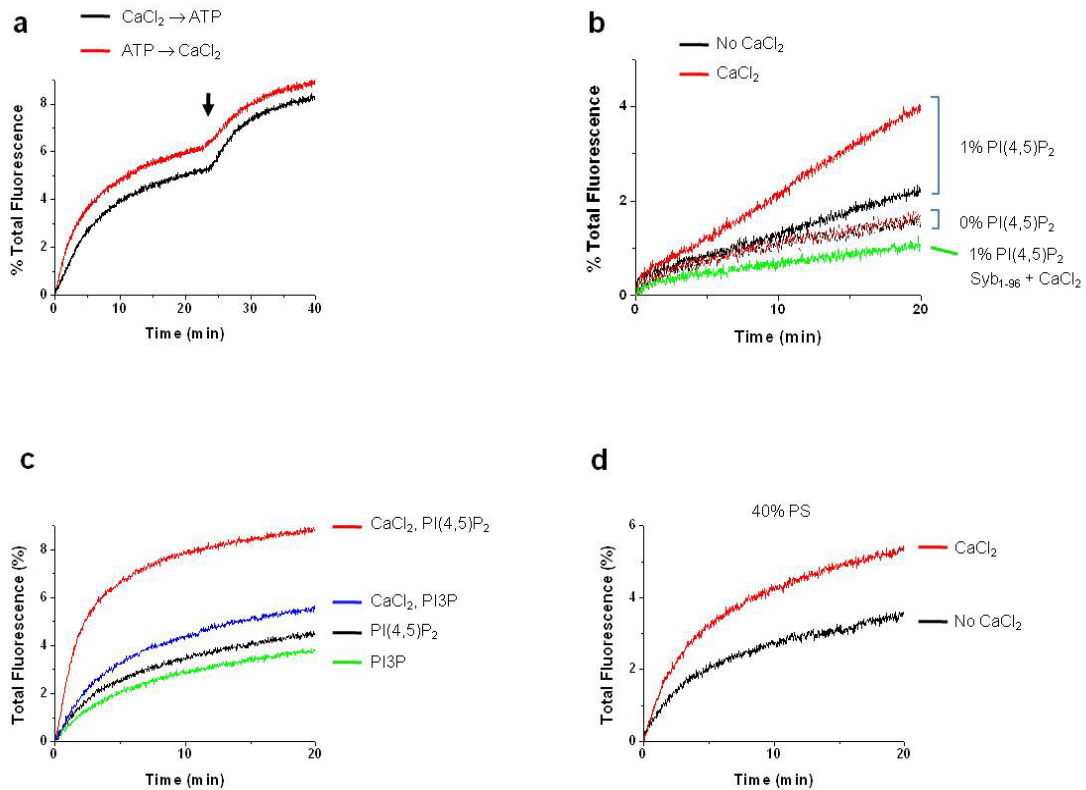 a
CaCl₂ → ATP
ATP → CaCl₂
% Total Fluorescence
8
6
4
2
0
0 5 10 15 20 25 30 35 40
Time (min)
b
No CaCl₂
CaCl₂
% Total Fluorescence
4
2
0
0 10 20
Time (min)
1% PI(4,5)P₂
0% PI(4,5)P₂
1% PI(4,5)P₂
Syb₁₋₉₆ + CaCl₂
c
Total Fluorescence (%)
8
6
4
2
0
0 10 20
Time (min)
CaCl₂, PI(4,5)P₂
CaCl₂, PI3P
PI(4,5)P₂
PI3P
d
40% PS
Total Fluorescence (%)
6
4
2
0
0 10 20
Time (min)
CaCl₂
No CaCl₂